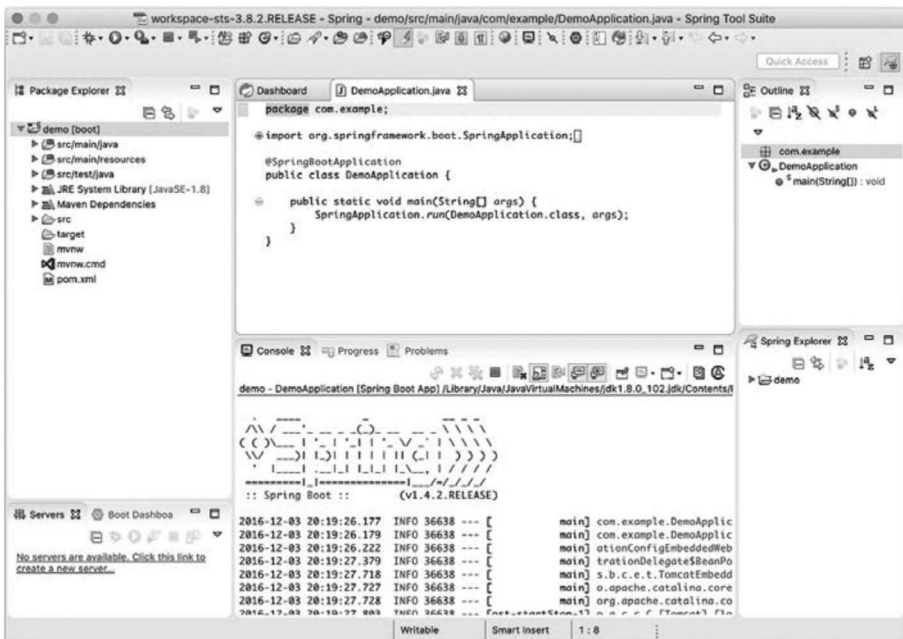 workspace-sts-3.8.2.RELEASE - Spring - demo/src/main/java/com/example/DemoApplication.java - Spring Tool Suite
Quick Access
Package Explorer
demo [boot]
src/main/java
src/main/resources
src/test/java
JRE System Library [JavaSE-1.8]
Maven Dependencies
src
target
mvnw
mvnw.cmd
pom.xml
Dashboard
DemoApplication.java
package com.example;
import org.springframework.boot.SpringApplication;
@SpringBootApplication
public class DemoApplication {
public static void main(String[] args) {
SpringApplication.run(DemoApplication.class, args);
}
}
Outline
com.example
DemoApplication
main(String[]) : void
Console
Progress
Problems
demo - DemoApplication [Spring Boot App] /Library/Java/JavaVirtualMachines/jdk1.8.0_102.jdk/Contents/
:: Spring Boot :: (v1.4.2.RELEASE)
2016-12-03 20:19:26.177 INFO 36638 --- [ main] com.example.DemoApplic
2016-12-03 20:19:26.179 INFO 36638 --- [ main] com.example.DemoApplic
2016-12-03 20:19:26.222 INFO 36638 --- [ main] ationConfigEmbeddedWeb
2016-12-03 20:19:27.379 INFO 36638 --- [ main] trationDelegate$BeanPo
2016-12-03 20:19:27.718 INFO 36638 --- [ main] s.b.c.e.t.TomcatEmbedd
2016-12-03 20:19:27.727 INFO 36638 --- [ main] o.apache.catalina.core
2016-12-03 20:19:27.728 INFO 36638 --- [ main] org.apache.catalina.co
2016-12-03 20:19:27.803 INFO 36638 ---
Spring Explorer
demo
Servers
Boot Dashboa
No servers are available. Click this link to
create a new server...
Writable
Smart Insert
1 : 8